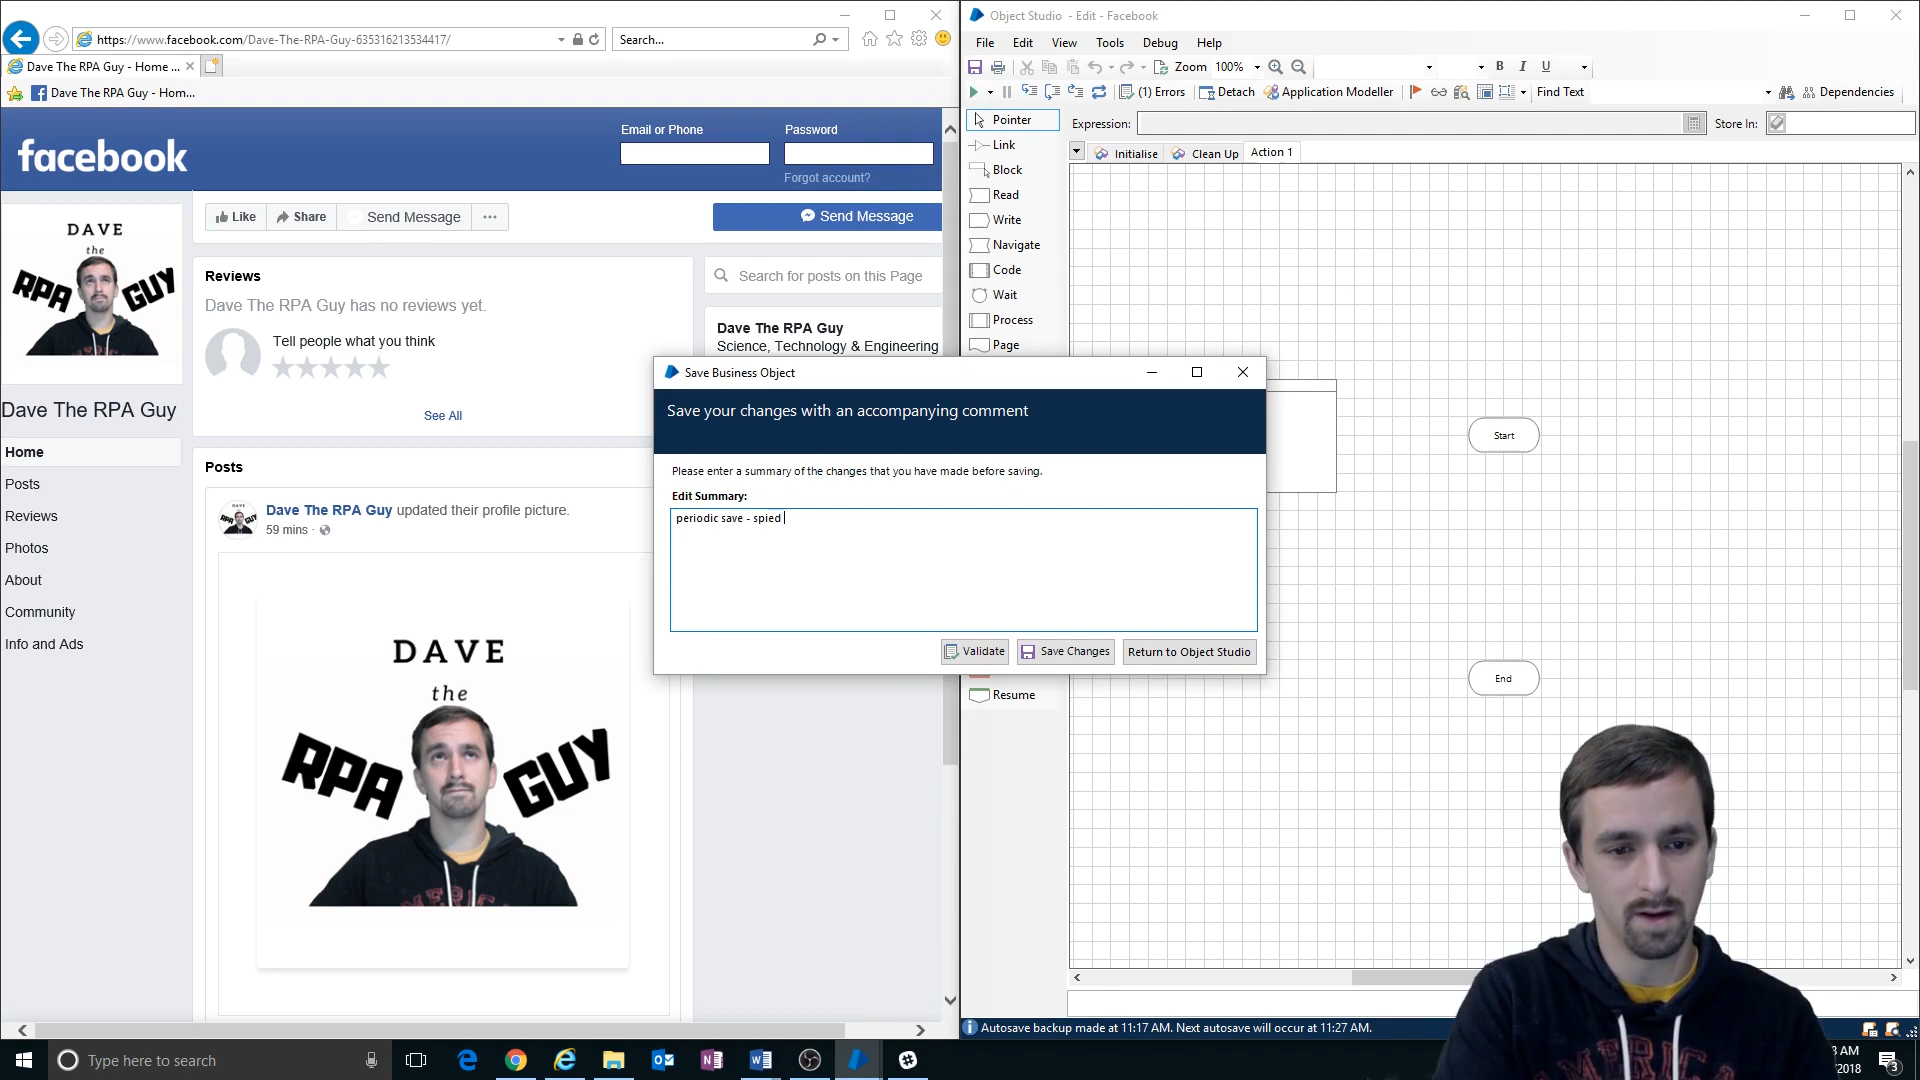 https://www.facebook.com/Dave-The-RPA-Guy-635316213534417/
Search...
Dave The RPA Guy - Home ...
Dave The RPA Guy - Hom...
facebook
Email or Phone
Password
Forgot account?
DAVE
the
RPA
GUY
Like
Share
Send Message
Send Message
Reviews
Dave The RPA Guy has no reviews yet.
Tell people what you think
See All
Search for posts on this Page
Dave The RPA Guy
Science, Technology & Engineering
Dave The RPA Guy
Home
Posts
Reviews
Photos
About
Community
Info and Ads
Posts
Dave The RPA Guy updated their profile picture.
59 mins
DAVE
the
RPA
GUY
Object Studio - Edit - Facebook
File Edit View Tools Debug Help
Zoom 100% B I U
(1) Errors Detach Application Modeller Find Text Dependencies
Pointer
Link
Block
Read
Write
Navigate
Code
Wait
Process
Page
Resume
Expression: Store In:
Initialise Clean Up Action 1
Start
End
Save Business Object
Save your changes with an accompanying comment
Please enter a summary of the changes that you have made before saving.
Edit Summary:
periodic save - spied
Validate Save Changes Return to Object Studio
Autosave backup made at 11:17 AM. Next autosave will occur at 11:27 AM.
Type here to search
AM
2018
3